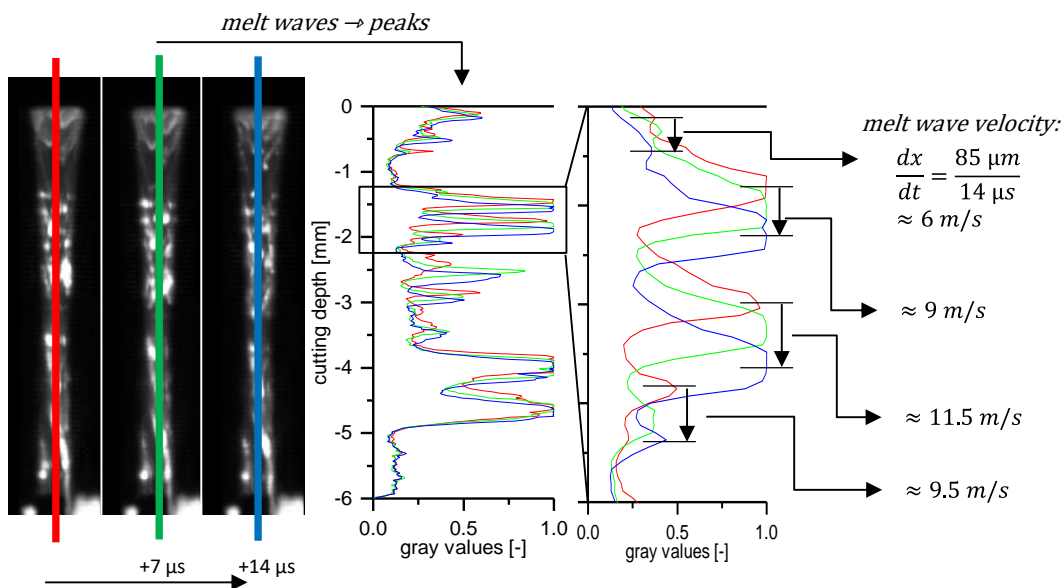 melt waves → peaks
0
-1
-2
-3
-4
-5
-6
cutting depth [mm]
0.0
0.5
1.0
gray values [-]
0.0
0.5
1.0
gray values [-]
melt wave velocity:
dx/dt = 85 µm/14 µs
≈ 6 m/s
≈ 9 m/s
≈ 11.5 m/s
≈ 9.5 m/s
+7 µs
+14 µs